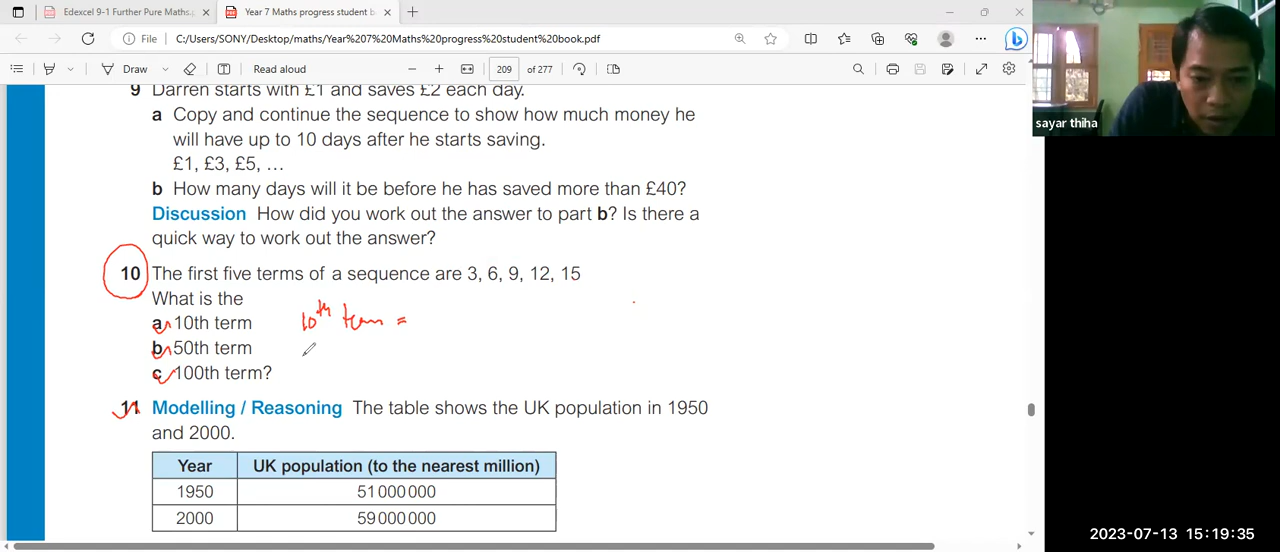 Edexcel 9-1 Further Pure Maths.p
Year 7 Maths progress student b
File
C:/Users/SONY/Desktop/maths/Year%207%20Maths%20progress%20student%20book.pdf
Draw
Read aloud
209 of 277
sayar thiha
9 Darren starts with £1 and saves £2 each day.
a Copy and continue the sequence to show how much money he
will have up to 10 days after he starts saving.
£1, £3, £5, …
b How many days will it be before he has saved more than £40?
Discussion How did you work out the answer to part b? Is there a
quick way to work out the answer?
10 The first five terms of a sequence are 3, 6, 9, 12, 15
What is the
a 10th term
10th term =
b 50th term
c 100th term?
11 Modelling / Reasoning The table shows the UK population in 1950
and 2000.
Year UK population (to the nearest million)
1950 51 000 000
2000 59 000 000
2023-07-13 15:19:35